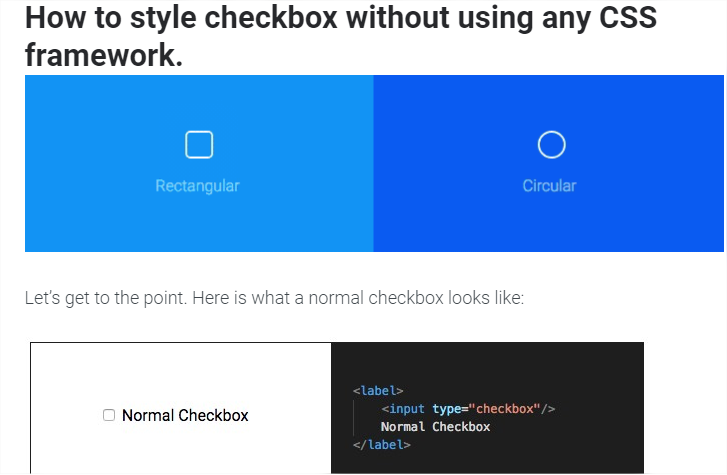 How to style checkbox without using any CSS
framework.
Rectangular
Circular
Let’s get to the point. Here is what a normal checkbox looks like:
Normal Checkbox
<label>
<input type="checkbox"/>
Normal Checkbox
</label>